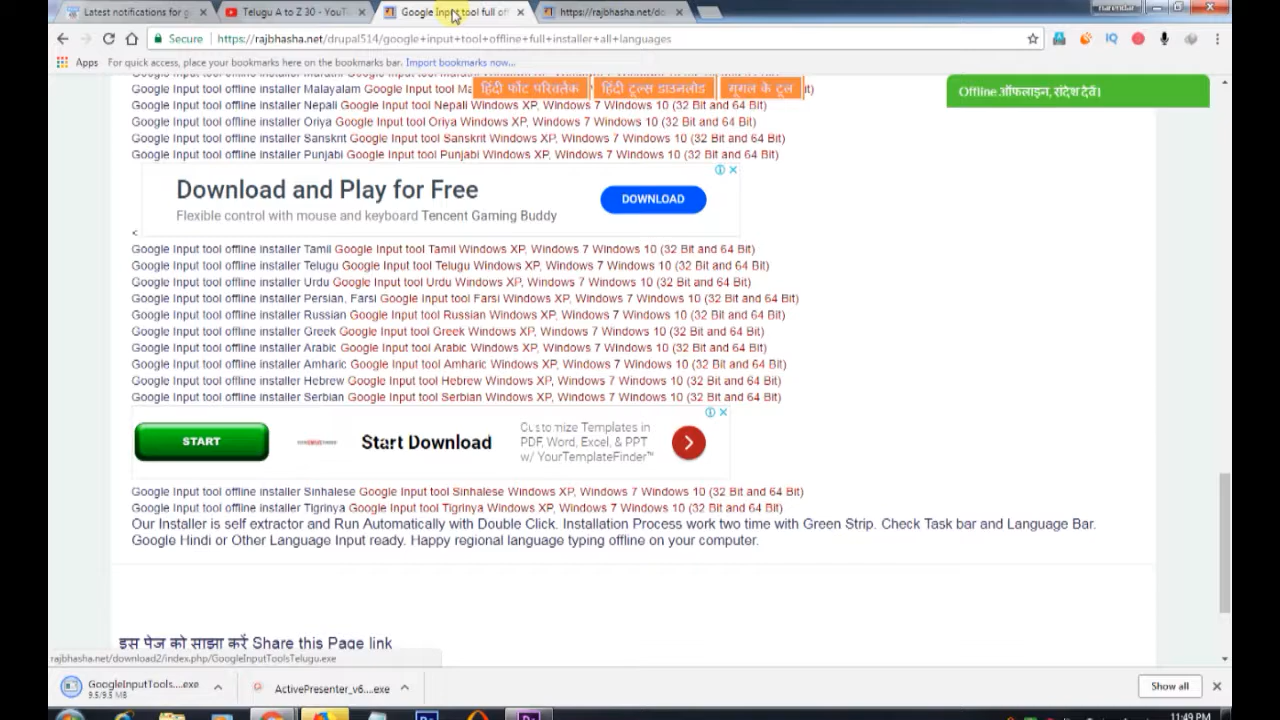 Latest notifications for g
Telugu A to Z 30 - YouT
Google Input tool full of
https://rajbhasha.net/do
narendar
Secure
https://rajbhasha.net/drupal514/google+input+tool+offline+full+installer+all+languages
Apps
For quick access, place your bookmarks here on the bookmarks bar. Import bookmarks now...
Google Input tool offline installer Malayalam Google Input tool Ma
हिंदी फोंट परिवर्तक
हिंदी टूल्स डाउनलोड
गूगल के टूल
Offline ऑफलाइन, संदेश देवें।
Google Input tool offline installer Nepali Google Input tool Nepali Windows XP, Windows 7 Windows 10 (32 Bit and 64 Bit)
Google Input tool offline installer Oriya Google Input tool Oriya Windows XP, Windows 7 Windows 10 (32 Bit and 64 Bit)
Google Input tool offline installer Sanskrit Google Input tool Sanskrit Windows XP, Windows 7 Windows 10 (32 Bit and 64 Bit)
Google Input tool offline installer Punjabi Google Input tool Punjabi Windows XP, Windows 7 Windows 10 (32 Bit and 64 Bit)
Download and Play for Free
Flexible control with mouse and keyboard Tencent Gaming Buddy
DOWNLOAD
<
Google Input tool offline installer Tamil Google Input tool Tamil Windows XP, Windows 7 Windows 10 (32 Bit and 64 Bit)
Google Input tool offline installer Telugu Google Input tool Telugu Windows XP, Windows 7 Windows 10 (32 Bit and 64 Bit)
Google Input tool offline installer Urdu Google Input tool Urdu Windows XP, Windows 7 Windows 10 (32 Bit and 64 Bit)
Google Input tool offline installer Persian, Farsi Google Input tool Farsi Windows XP, Windows 7 Windows 10 (32 Bit and 64 Bit)
Google Input tool offline installer Russian Google Input tool Russian Windows XP, Windows 7 Windows 10 (32 Bit and 64 Bit)
Google Input tool offline installer Greek Google Input tool Greek Windows XP, Windows 7 Windows 10 (32 Bit and 64 Bit)
Google Input tool offline installer Arabic Google Input tool Arabic Windows XP, Windows 7 Windows 10 (32 Bit and 64 Bit)
Google Input tool offline installer Amharic Google Input tool Amharic Windows XP, Windows 7 Windows 10 (32 Bit and 64 Bit)
Google Input tool offline installer Hebrew Google Input tool Hebrew Windows XP, Windows 7 Windows 10 (32 Bit and 64 Bit)
Google Input tool offline installer Serbian Google Input tool Serbian Windows XP, Windows 7 Windows 10 (32 Bit and 64 Bit)
START
Start Download
Customize Templates in
PDF, Word, Excel, & PPT
w/ YourTemplateFinder™
Google Input tool offline installer Sinhalese Google Input tool Sinhalese Windows XP, Windows 7 Windows 10 (32 Bit and 64 Bit)
Google Input tool offline installer Tigrinya Google Input tool Tigrinya Windows XP, Windows 7 Windows 10 (32 Bit and 64 Bit)
Our Installer is self extractor and Run Automatically with Double Click. Installation Process work two time with Green Strip. Check Task bar and Language Bar.
Google Hindi or Other Language Input ready. Happy regional language typing offline on your computer.
इस पेज को साझा करें Share this Page link
rajbhasha.net/download2/index.php/GoogleInputToolsTelugu.exe
GoogleInputTools....exe
9.5/9.5 MB
ActivePresenter_v6....exe
Show all
11:49 PM